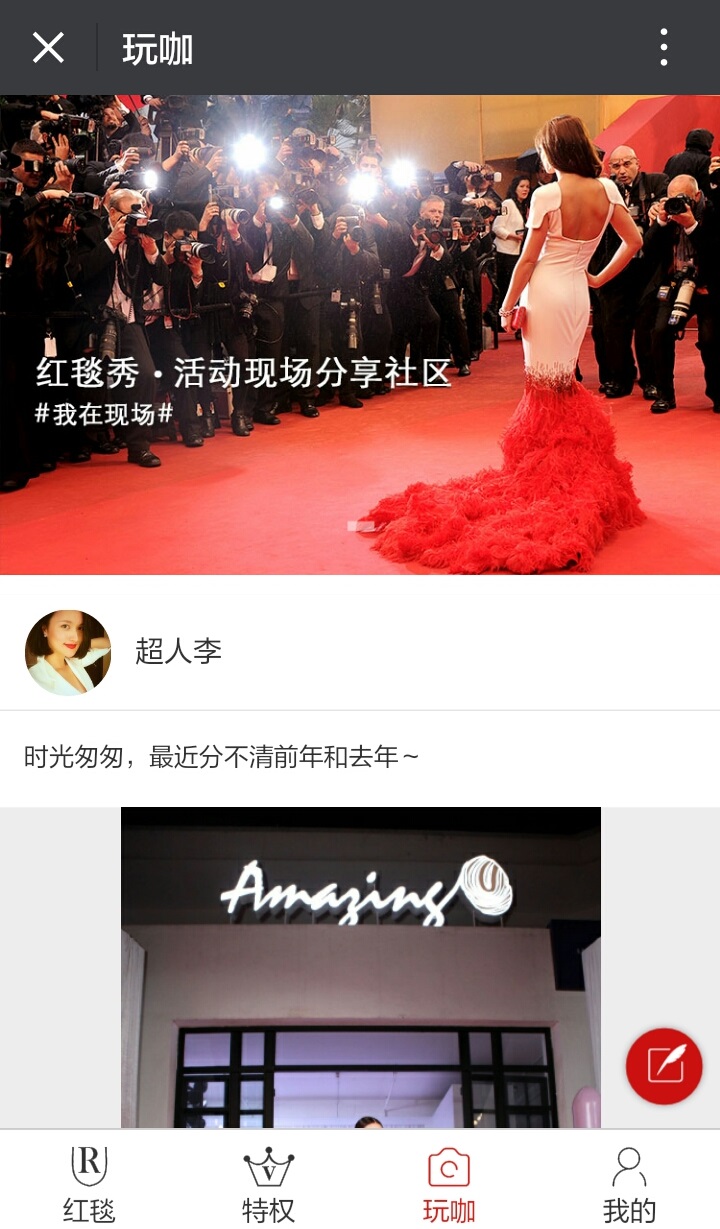 玩咖
红毯秀·活动现场分享社区
#我在现场#
超人李
时光匆匆，最近分不清前年和去年～
Amazing
R
红毯
V
特权
玩咖
我的